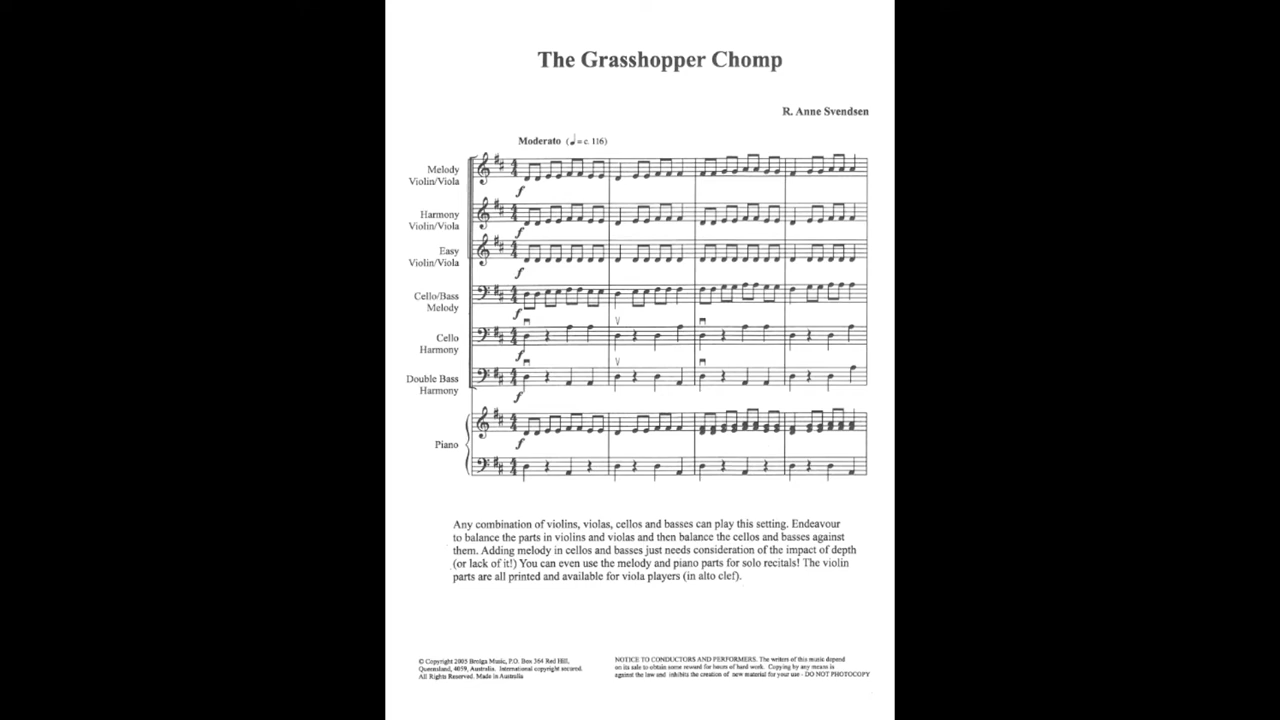 The Grasshopper Chomp
R. Anne Svendsen
Moderato (♩= c. 116)
Melody
Violin/Viola
f
Harmony
Violin/Viola
f
Easy
Violin/Viola
f
Cello/Bass
Melody
f
Cello
Harmony
f
Double Bass
Harmony
f
Piano
f
Any combination of violins, violas, cellos and basses can play this setting. Endeavour
to balance the parts in violins and violas and then balance the cellos and basses against
them. Adding melody in cellos and basses just needs consideration of the impact of depth
(or lack of it!) You can even use the melody and piano parts for solo recitals! The violin
parts are all printed and available for viola players (in alto clef).
© Copyright 2005 Brolga Music, P.O. Box 364 Red Hill,
Queensland, 4059, Australia. International copyright secured.
All Rights Reserved. Made in Australia
NOTICE TO CONDUCTORS AND PERFORMERS. The writers of this music depend
on its sale to obtain some reward for hours of hard work. Copying by any means is
against the law and inhibits the creation of new material for your use - DO NOT PHOTOCOPY